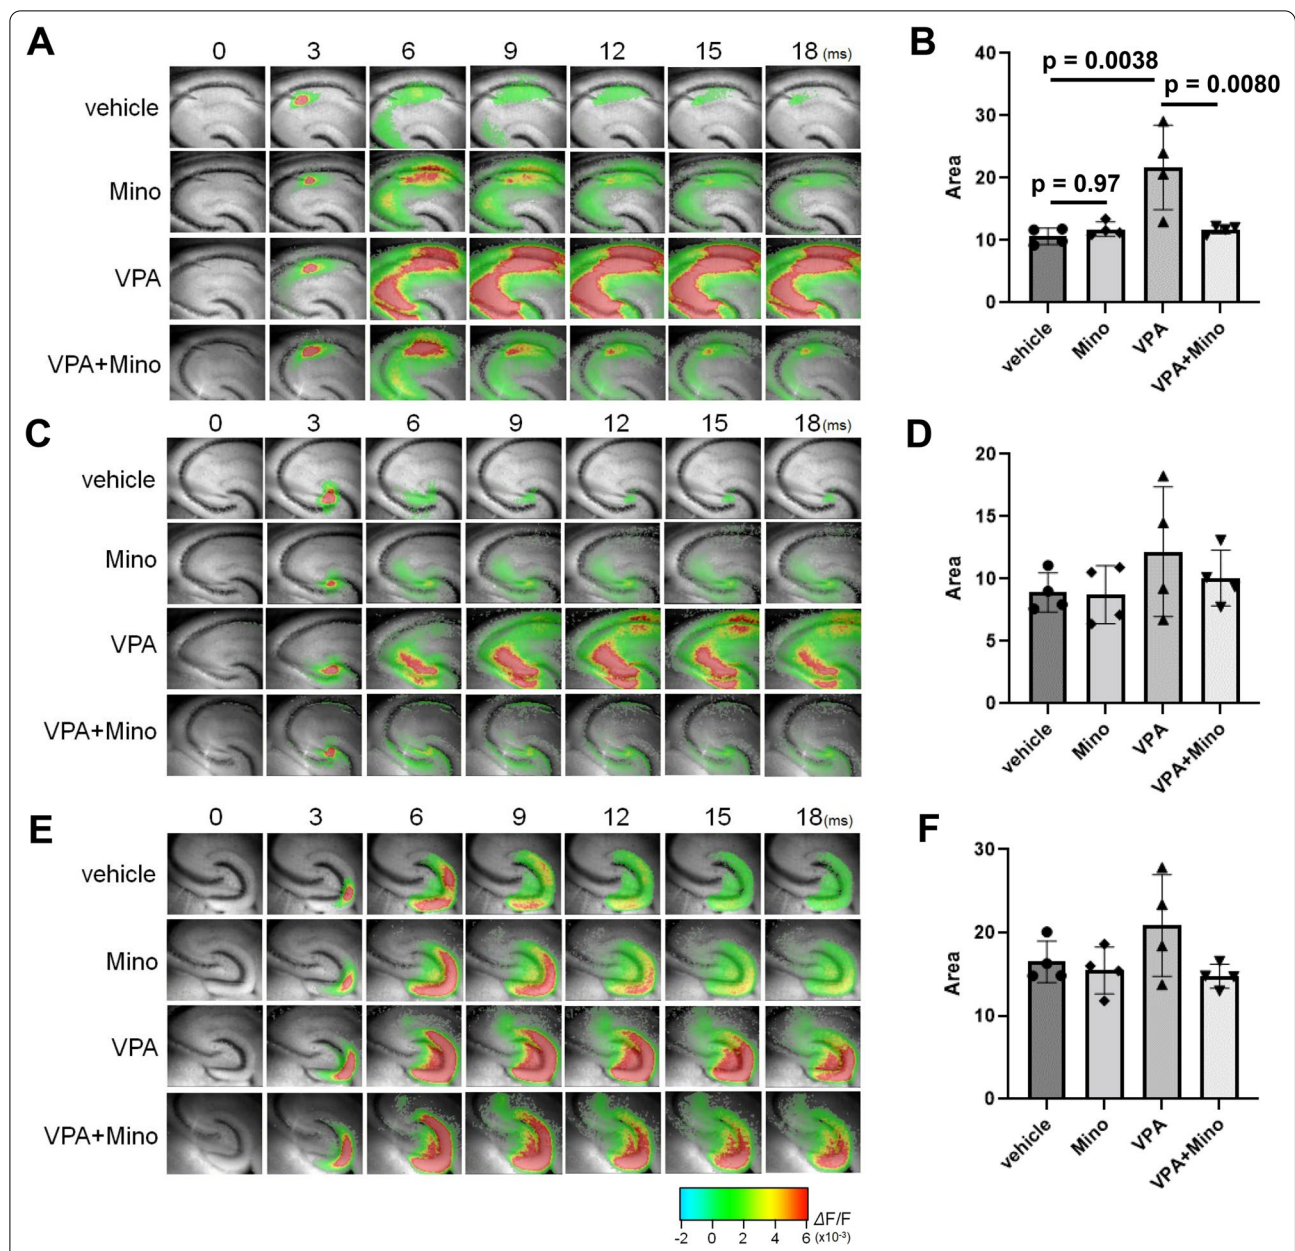 A
0 3 6 9 12 15 18 (ms)
vehicle
Mino
VPA
VPA+Mino
B
40
30
20
10
0
Area
p = 0.0038
p = 0.0080
p = 0.97
vehicle
Mino
VPA
VPA+Mino
C
0 3 6 9 12 15 18 (ms)
vehicle
Mino
VPA
VPA+Mino
D
20
15
10
5
0
Area
vehicle
Mino
VPA
VPA+Mino
E
0 3 6 9 12 15 18 (ms)
vehicle
Mino
VPA
VPA+Mino
F
30
20
10
0
Area
vehicle
Mino
VPA
VPA+Mino
ΔF/F
-2 0 2 4 6 (x10-3)